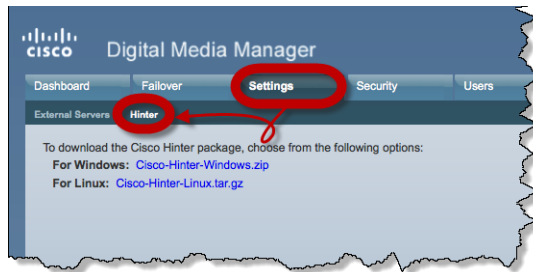 CISCO Digital Media Manager
Dashboard Failover Settings Security Users
External Servers Hinter
To download the Cisco Hinter package, choose from the following options:
For Windows: Cisco-Hinter-Windows.zip
For Linux: Cisco-Hinter-Linux.tar.gz